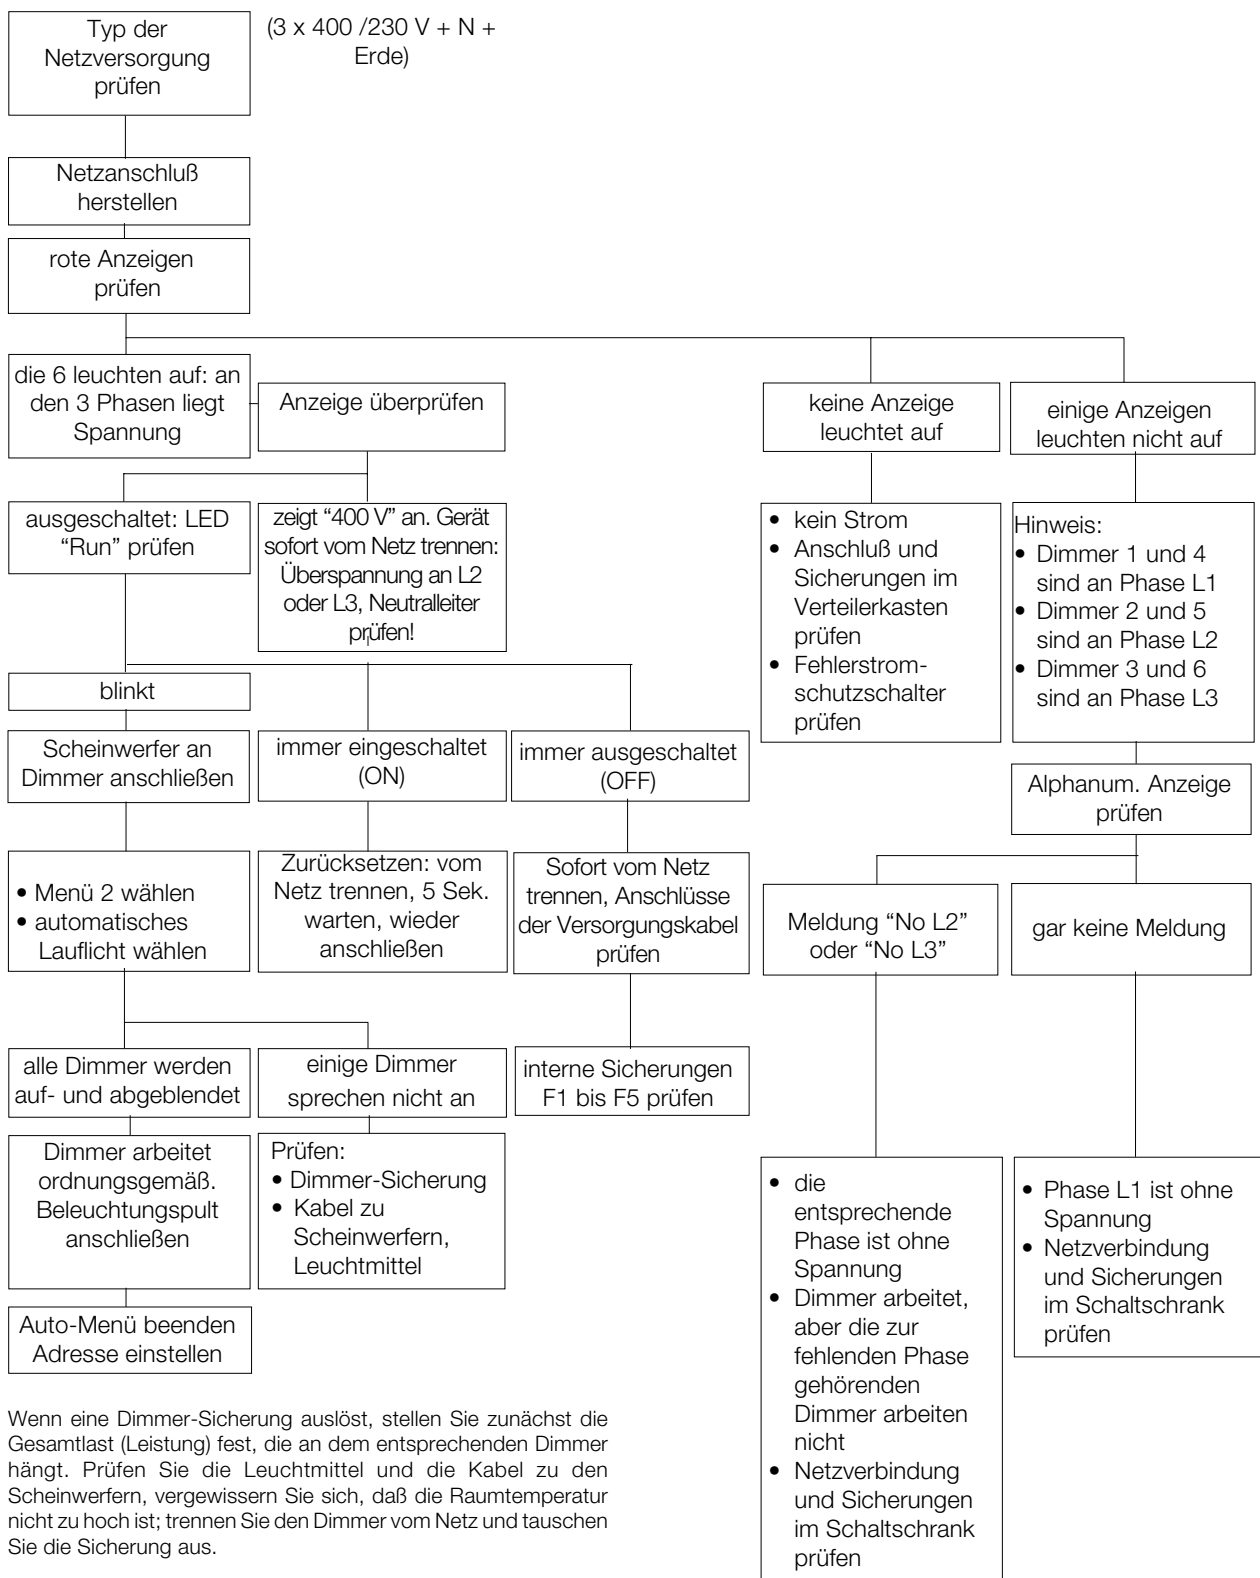 Typ der
Netzversorgung
prüfen
(3 x 400 /230 V + N +
Erde)
Netzanschluß
herstellen
rote Anzeigen
prüfen
die 6 leuchten auf: an
den 3 Phasen liegt
Spannung
Anzeige überprüfen
keine Anzeige
leuchtet auf
einige Anzeigen
leuchten nicht auf
ausgeschaltet: LED
“Run” prüfen
zeigt “400 V” an. Gerät
sofort vom Netz trennen:
Überspannung an L2
oder L3, Neutralleiter
prüfen!
• kein Strom
• Anschluß und
Sicherungen im
Verteilerkasten
prüfen
• Fehlerstrom-
schutzschalter
prüfen
Hinweis:
• Dimmer 1 und 4
sind an Phase L1
• Dimmer 2 und 5
sind an Phase L2
• Dimmer 3 und 6
sind an Phase L3
blinkt
Scheinwerfer an
Dimmer anschließen
immer eingeschaltet
(ON)
immer ausgeschaltet
(OFF)
Alphanum. Anzeige
prüfen
• Menü 2 wählen
• automatisches
Lauflicht wählen
Zurücksetzen: vom
Netz trennen, 5 Sek.
warten, wieder
anschließen
Sofort vom Netz
trennen, Anschlüsse
der Versorgungskabel
prüfen
Meldung “No L2”
oder “No L3”
gar keine Meldung
alle Dimmer werden
auf- und abgeblendet
einige Dimmer
sprechen nicht an
interne Sicherungen
F1 bis F5 prüfen
Dimmer arbeitet
ordnungsgemäß.
Beleuchtungspult
anschließen
Prüfen:
• Dimmer-Sicherung
• Kabel zu
Scheinwerfern,
Leuchtmittel
• die
entsprechende
Phase ist ohne
Spannung
• Dimmer arbeitet,
aber die zur
fehlenden Phase
gehörenden
Dimmer arbeiten
nicht
• Netzverbindung
und Sicherungen
im Schaltschrank
prüfen
• Phase L1 ist ohne
Spannung
• Netzverbindung
und Sicherungen
im Schaltschrank
prüfen
Auto-Menü beenden
Adresse einstellen
Wenn eine Dimmer-Sicherung auslöst, stellen Sie zunächst die
Gesamtlast (Leistung) fest, die an dem entsprechenden Dimmer
hängt. Prüfen Sie die Leuchtmittel und die Kabel zu den
Scheinwerfern, vergewissern Sie sich, daß die Raumtemperatur
nicht zu hoch ist; trennen Sie den Dimmer vom Netz und tauschen
Sie die Sicherung aus.